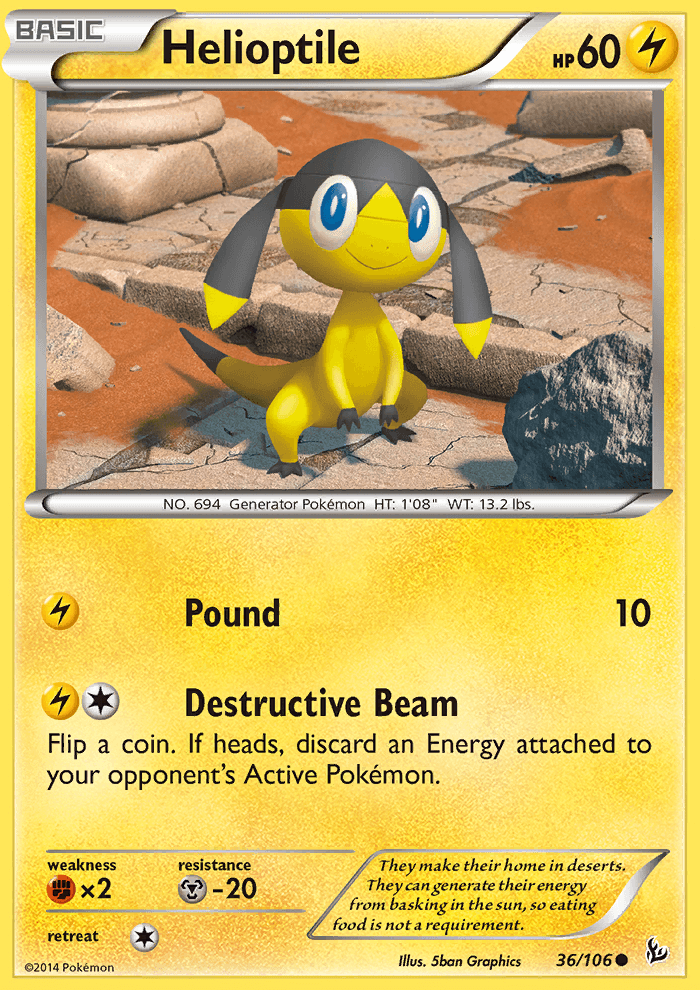 BASIC
Helioptile
HP60
NO. 694 Generator Pokémon HT: 1'08" WT: 13.2 lbs.
Pound 10
Destructive Beam
Flip a coin. If heads, discard an Energy attached to
your opponent's Active Pokémon.
weakness resistance
×2 -20
retreat
They make their home in deserts.
They can generate their energy
from basking in the sun, so eating
food is not a requirement.
©2014 Pokémon
Illus. 5ban Graphics 36/106